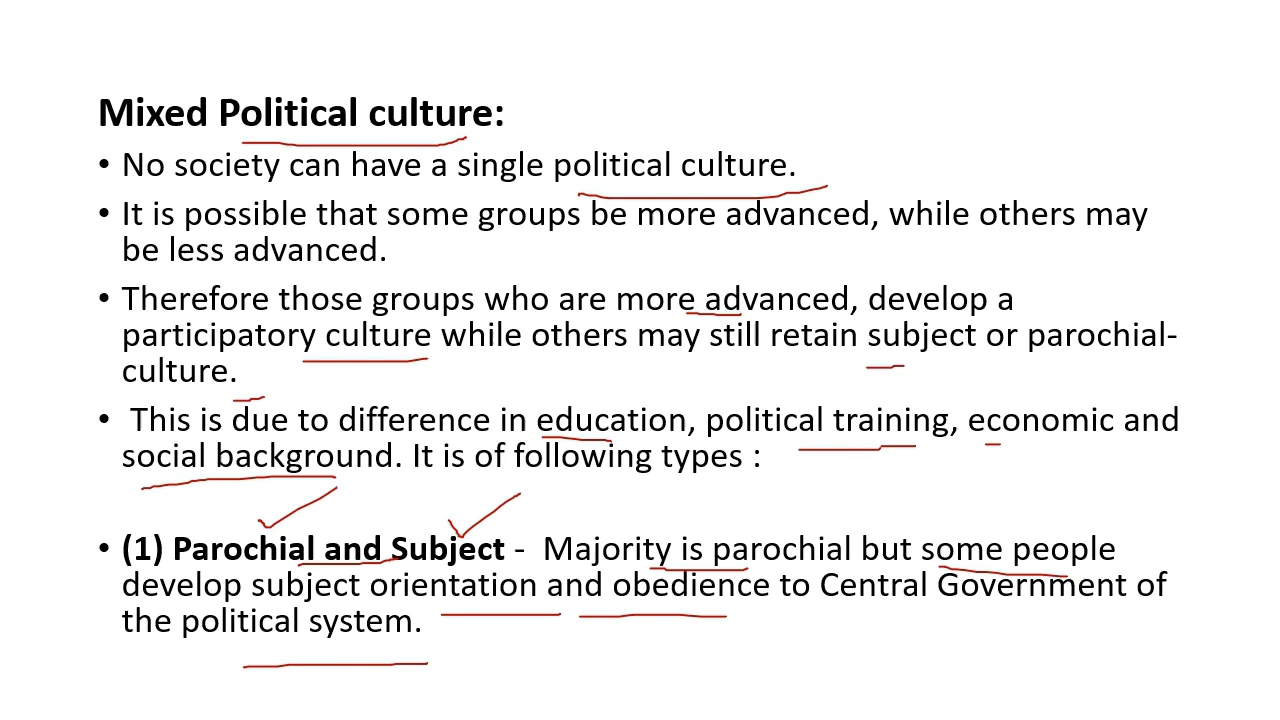 Mixed Political culture:
• No society can have a single political culture.
• It is possible that some groups be more advanced, while others may
be less advanced.
• Therefore those groups who are more advanced, develop a
participatory culture while others may still retain subject or parochial-
culture.
• This is due to difference in education, political training, economic and
social background. It is of following types :
• (1) Parochial and Subject - Majority is parochial but some people
develop subject orientation and obedience to Central Government of
the political system.